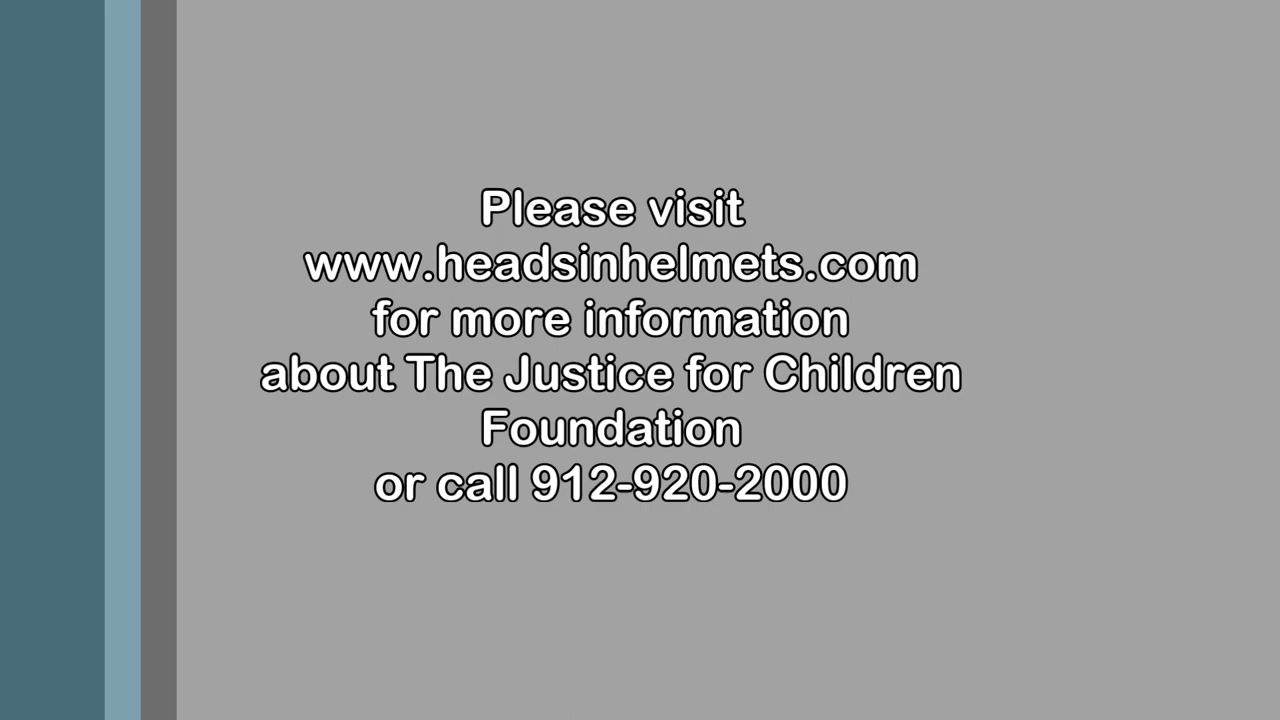 Please visit
www.headsinhelmets.com
for more information
about The Justice for Children
Foundation
or call 912-920-2000